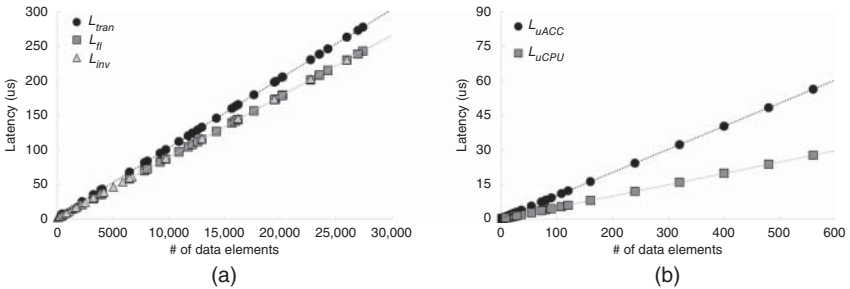 300
250
200
150
100
50
0
Latency (us)
L_tran
L_fl
L_inv
0
5000
10,000
15,000
20,000
25,000
30,000
# of data elements
(a)
90
75
60
45
30
15
0
Latency (us)
L_uACC
L_uCPU
0
100
200
300
400
500
600
# of data elements
(b)